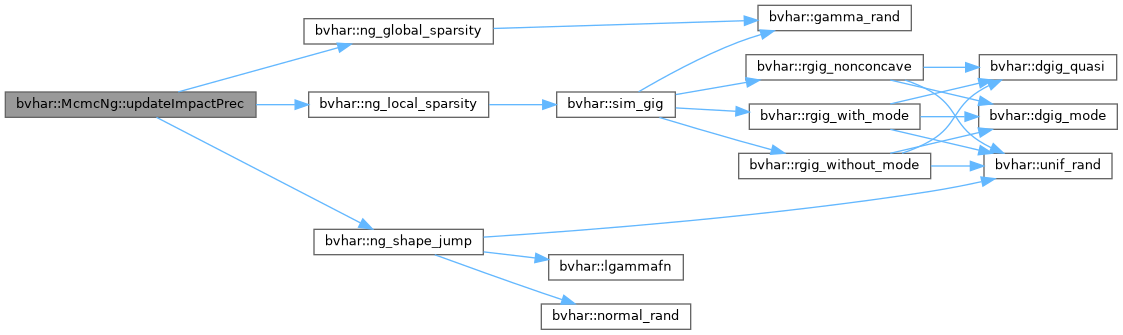 bvhar::McmcNg::updateImpactPrec
bvhar::ng_global_sparsity
bvhar::ng_local_sparsity
bvhar::ng_shape_jump
bvhar::sim_gig
bvhar::gamma_rand
bvhar::rgig_nonconcave
bvhar::rgig_with_mode
bvhar::rgig_without_mode
bvhar::dgig_quasi
bvhar::dgig_mode
bvhar::unif_rand
bvhar::lgammafn
bvhar::normal_rand